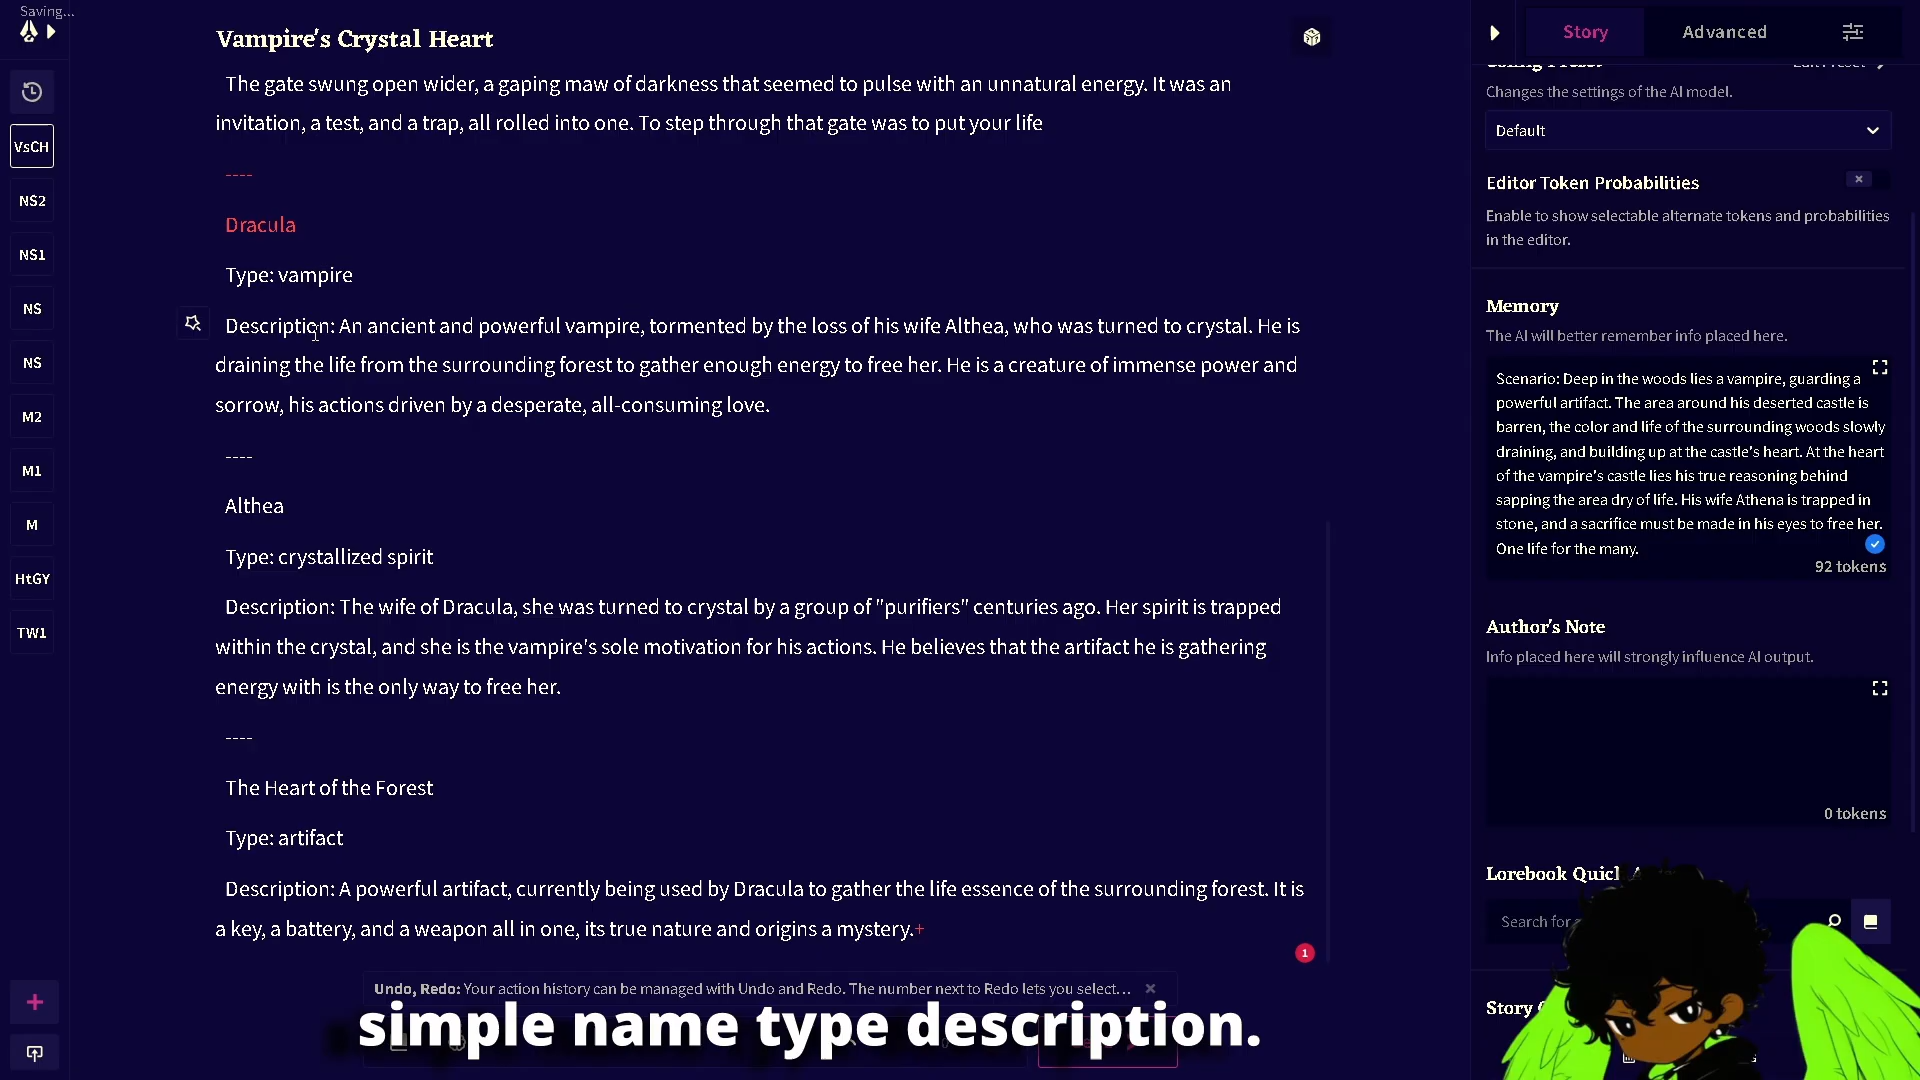 Saving...
Vampire's Crystal Heart
The gate swung open wider, a gaping maw of darkness that seemed to pulse with an unnatural energy. It was an
invitation, a test, and a trap, all rolled into one. To step through that gate was to put your life
----
Dracula
Type: vampire
Description: An ancient and powerful vampire, tormented by the loss of his wife Althea, who was turned to crystal. He is
draining the life from the surrounding forest to gather enough energy to free her. He is a creature of immense power and
sorrow, his actions driven by a desperate, all-consuming love.
----
Althea
Type: crystallized spirit
Description: The wife of Dracula, she was turned to crystal by a group of "purifiers" centuries ago. Her spirit is trapped
within the crystal, and she is the vampire's sole motivation for his actions. He believes that the artifact he is gathering
energy with is the only way to free her.
----
The Heart of the Forest
Type: artifact
Description: A powerful artifact, currently being used by Dracula to gather the life essence of the surrounding forest. It is
a key, a battery, and a weapon all in one, its true nature and origins a mystery.+
1
Undo, Redo: Your action history can be managed with Undo and Redo. The number next to Redo lets you select...
simple name type description.
VsCH
NS2
NS1
NS
NS
M2
M1
M
HtGY
TW1
Story
Advanced
Changes the settings of the AI model.
Default
Editor Token Probabilities
Enable to show selectable alternate tokens and probabilities
in the editor.
Memory
The AI will better remember info placed here.
Scenario: Deep in the woods lies a vampire, guarding a
powerful artifact. The area around his deserted castle is
barren, the color and life of the surrounding woods slowly
draining, and building up at the castle's heart. At the heart
of the vampire's castle lies his true reasoning behind
sapping the area dry of life. His wife Athena is trapped in
stone, and a sacrifice must be made in his eyes to free her.
One life for the many.
92 tokens
Author's Note
Info placed here will strongly influence AI output.
0 tokens
Lorebook Quick
Search for
Story